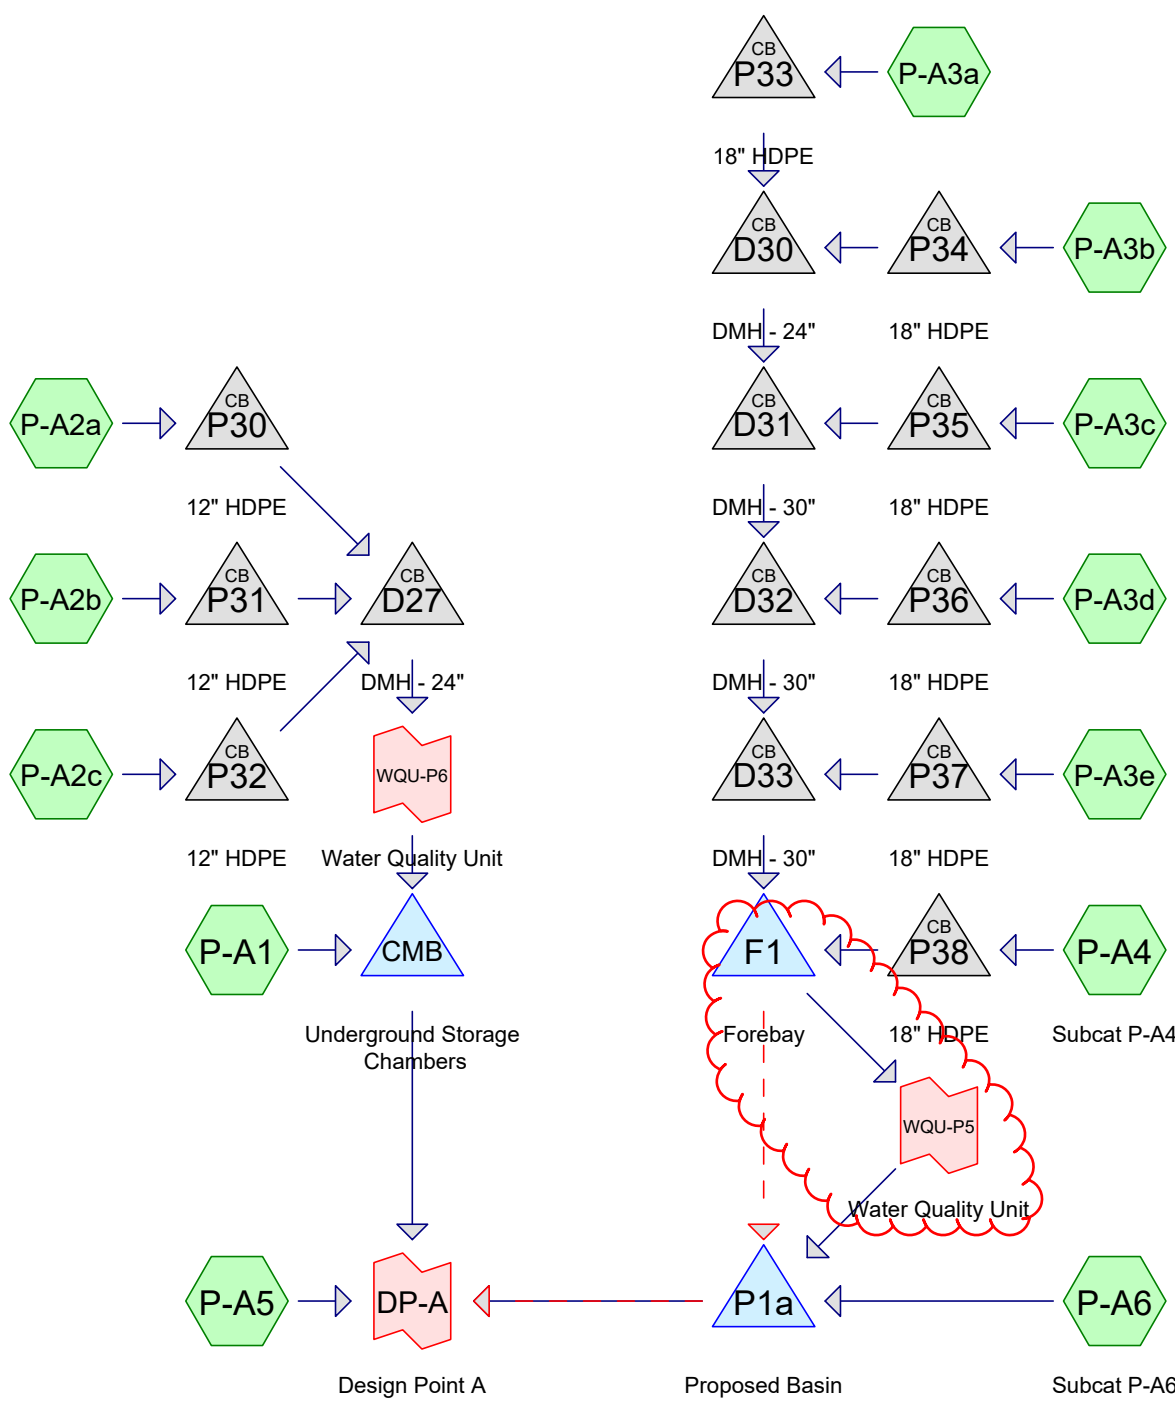 CB
P33
P-A3a
18" HDPE
CB
D30
CB
P34
P-A3b
DMH - 24"
18" HDPE
P-A2a
CB
P30
CB
D31
CB
P35
P-A3c
12" HDPE
DMH - 30"
18" HDPE
P-A2b
CB
P31
CB
D27
CB
D32
CB
P36
P-A3d
12" HDPE
DMH - 24"
DMH - 30"
18" HDPE
P-A2c
CB
P32
WQU-P6
CB
D33
CB
P37
P-A3e
12" HDPE
Water Quality Unit
DMH - 30"
18" HDPE
P-A1
CMB
F1
CB
P38
P-A4
Underground Storage
Chambers
Forebay
18" HDPE
Subcat P-A4
WQU-P5
Water Quality Unit
P-A5
DP-A
P1a
P-A6
Design Point A
Proposed Basin
Subcat P-A6